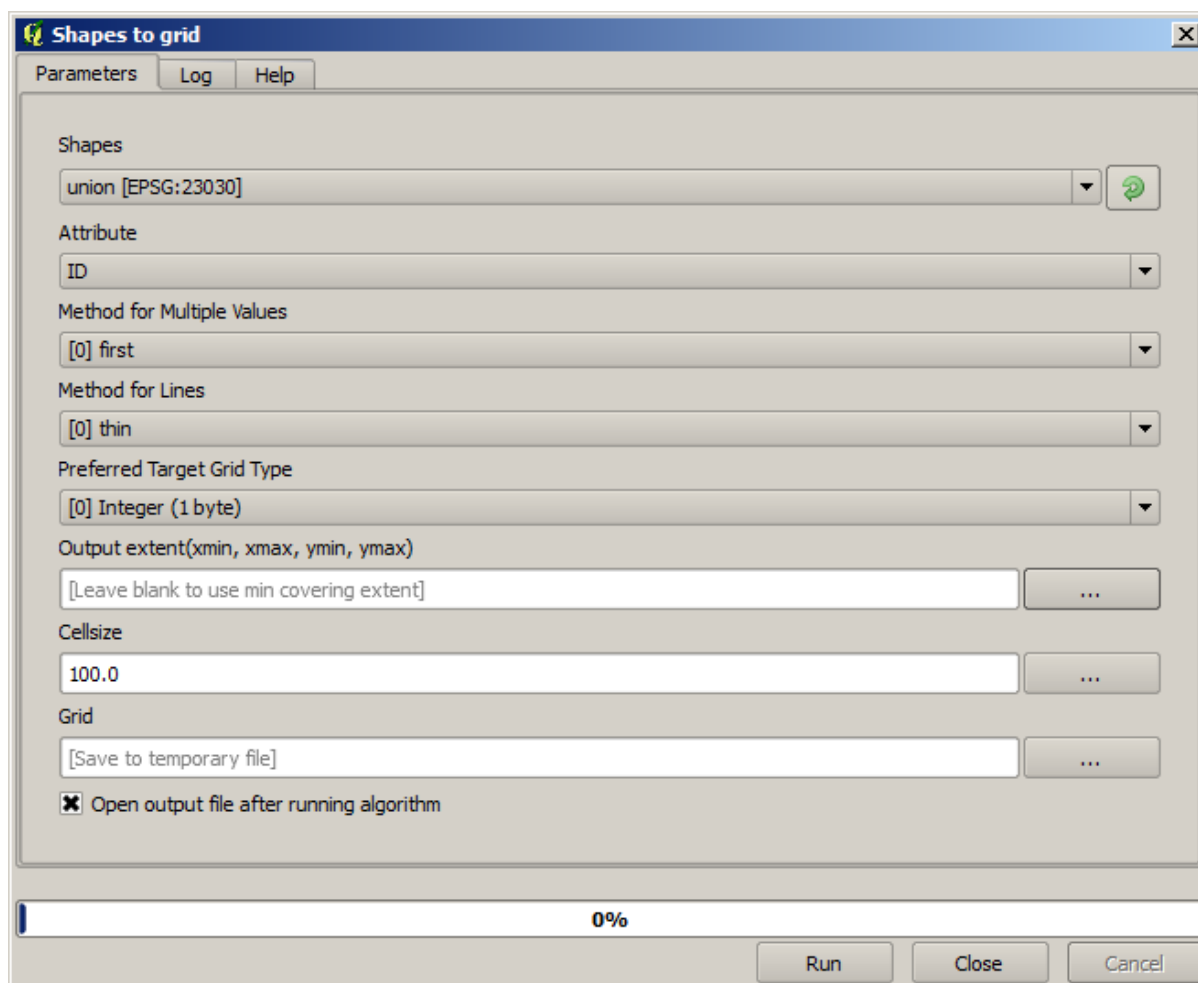 Shapes to grid
Parameters Log Help
Shapes
union [EPSG:23030]
Attribute
ID
Method for Multiple Values
[0] first
Method for Lines
[0] thin
Preferred Target Grid Type
[0] Integer (1 byte)
Output extent(xmin, xmax, ymin, ymax)
[Leave blank to use min covering extent] ...
Cellsize
100.0 ...
Grid
[Save to temporary file] ...
Open output file after running algorithm
0%
Run Close Cancel